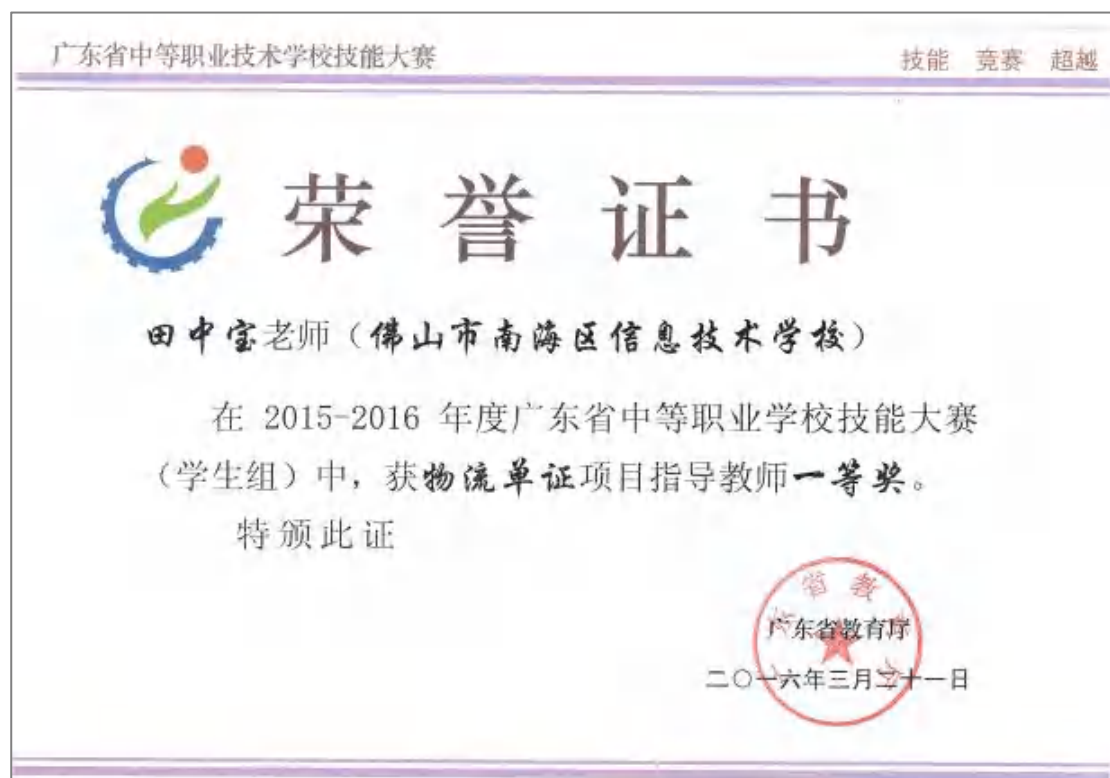 广东省中等职业技术学校技能大赛
技能 竞赛 超越
荣誉证书
田中宝老师（佛山市南海区信息技术学校）
在 2015-2016 年度广东省中等职业学校技能大赛
（学生组）中，获物流单证项目指导教师一等奖。
特颁此证
广东省教育厅
二〇一六年三月二十一日